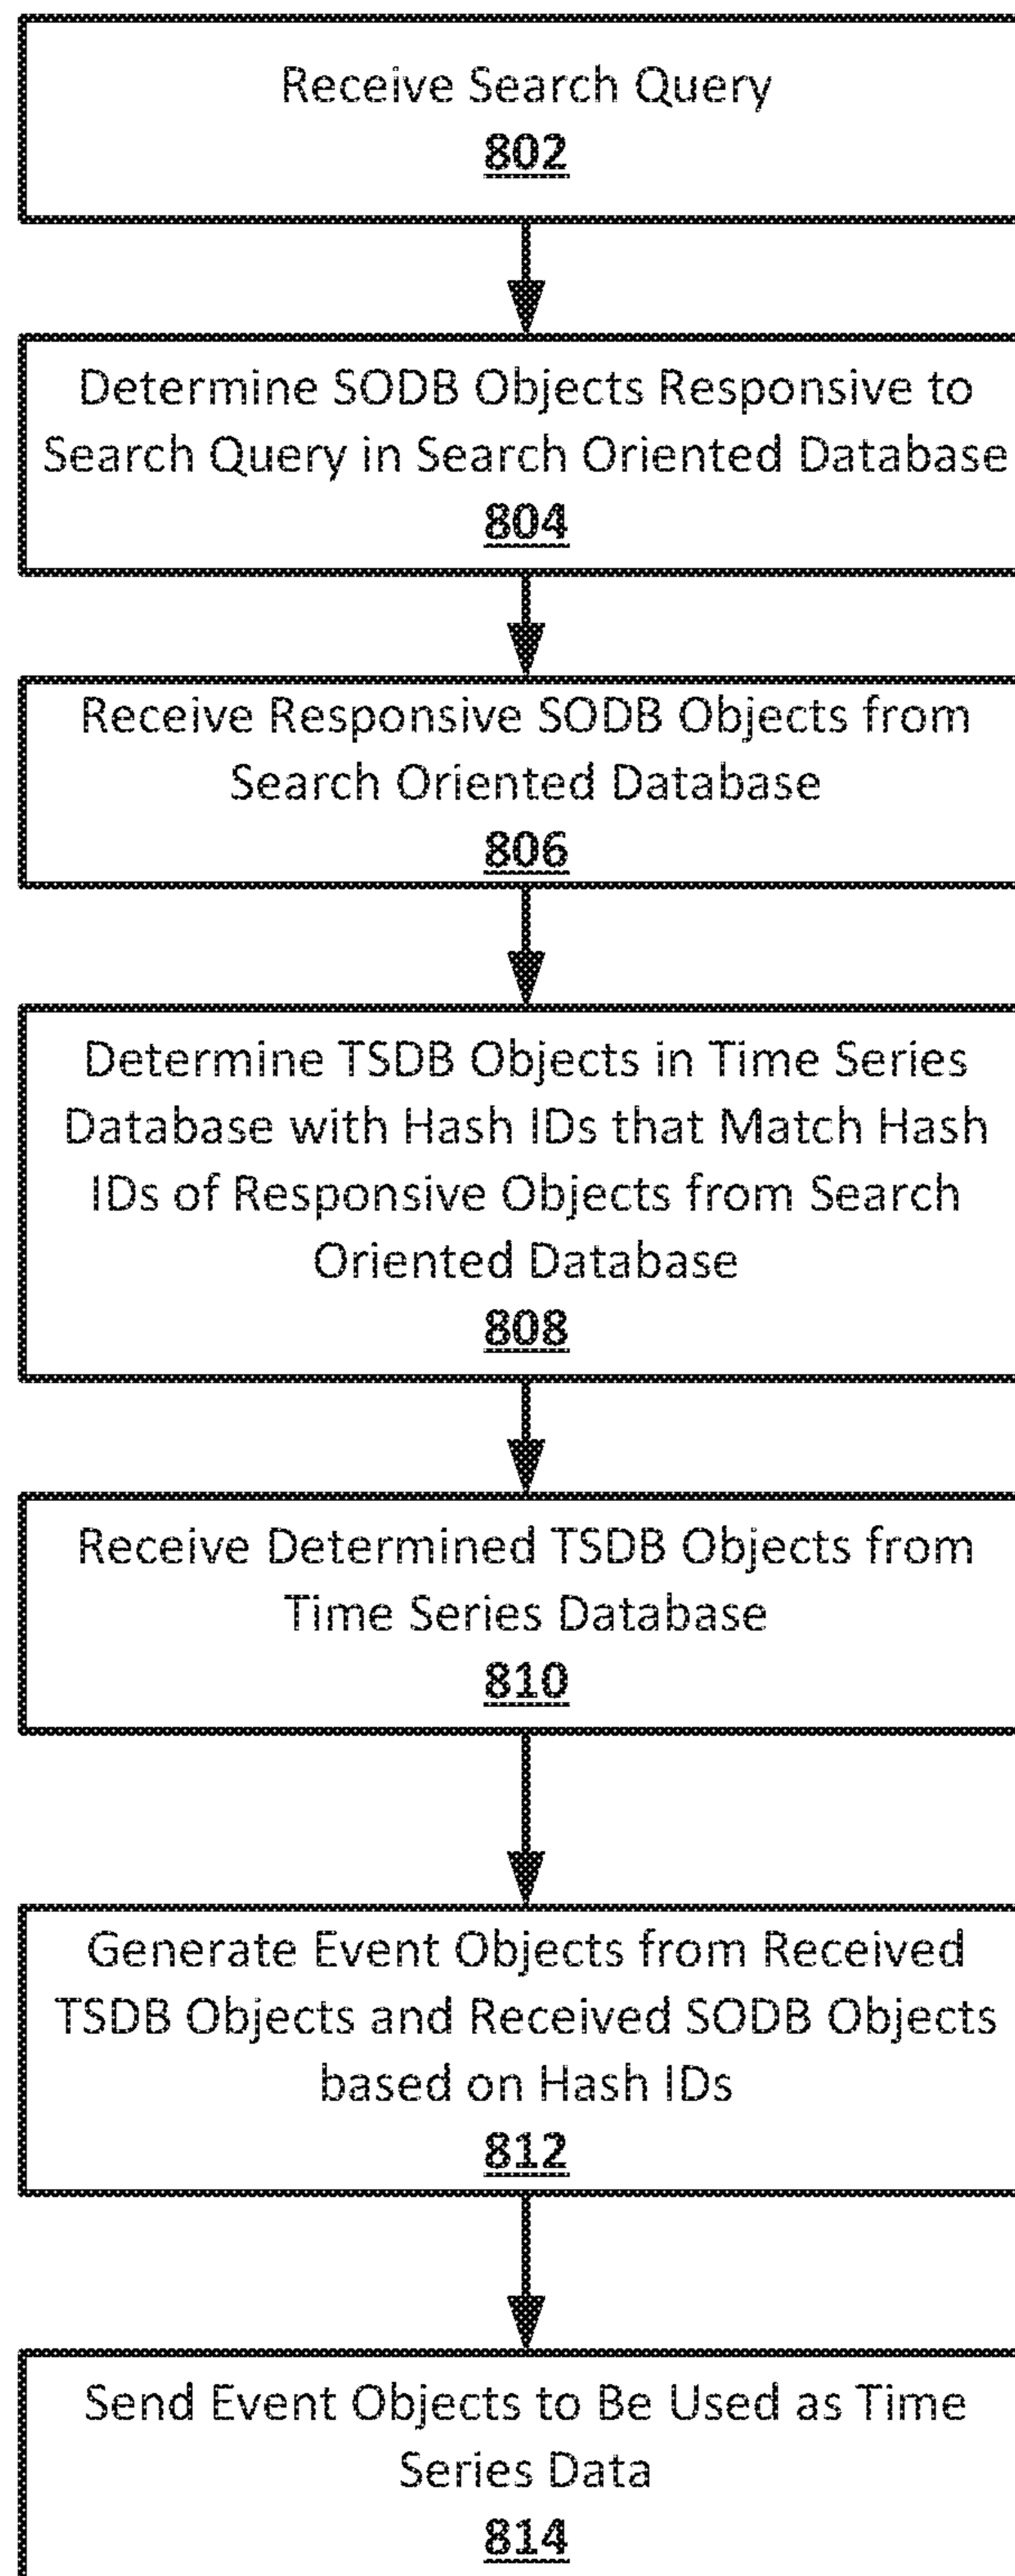 Receive Search Query
802
Determine SODB Objects Responsive to
Search Query in Search Oriented Database
804
Receive Responsive SODB Objects from
Search Oriented Database
806
Determine TSDB Objects in Time Series
Database with Hash IDs that Match Hash
IDs of Responsive Objects from Search
Oriented Database
808
Receive Determined TSDB Objects from
Time Series Database
810
Generate Event Objects from Received
TSDB Objects and Received SODB Objects
based on Hash IDs
812
Send Event Objects to Be Used as Time
Series Data
814